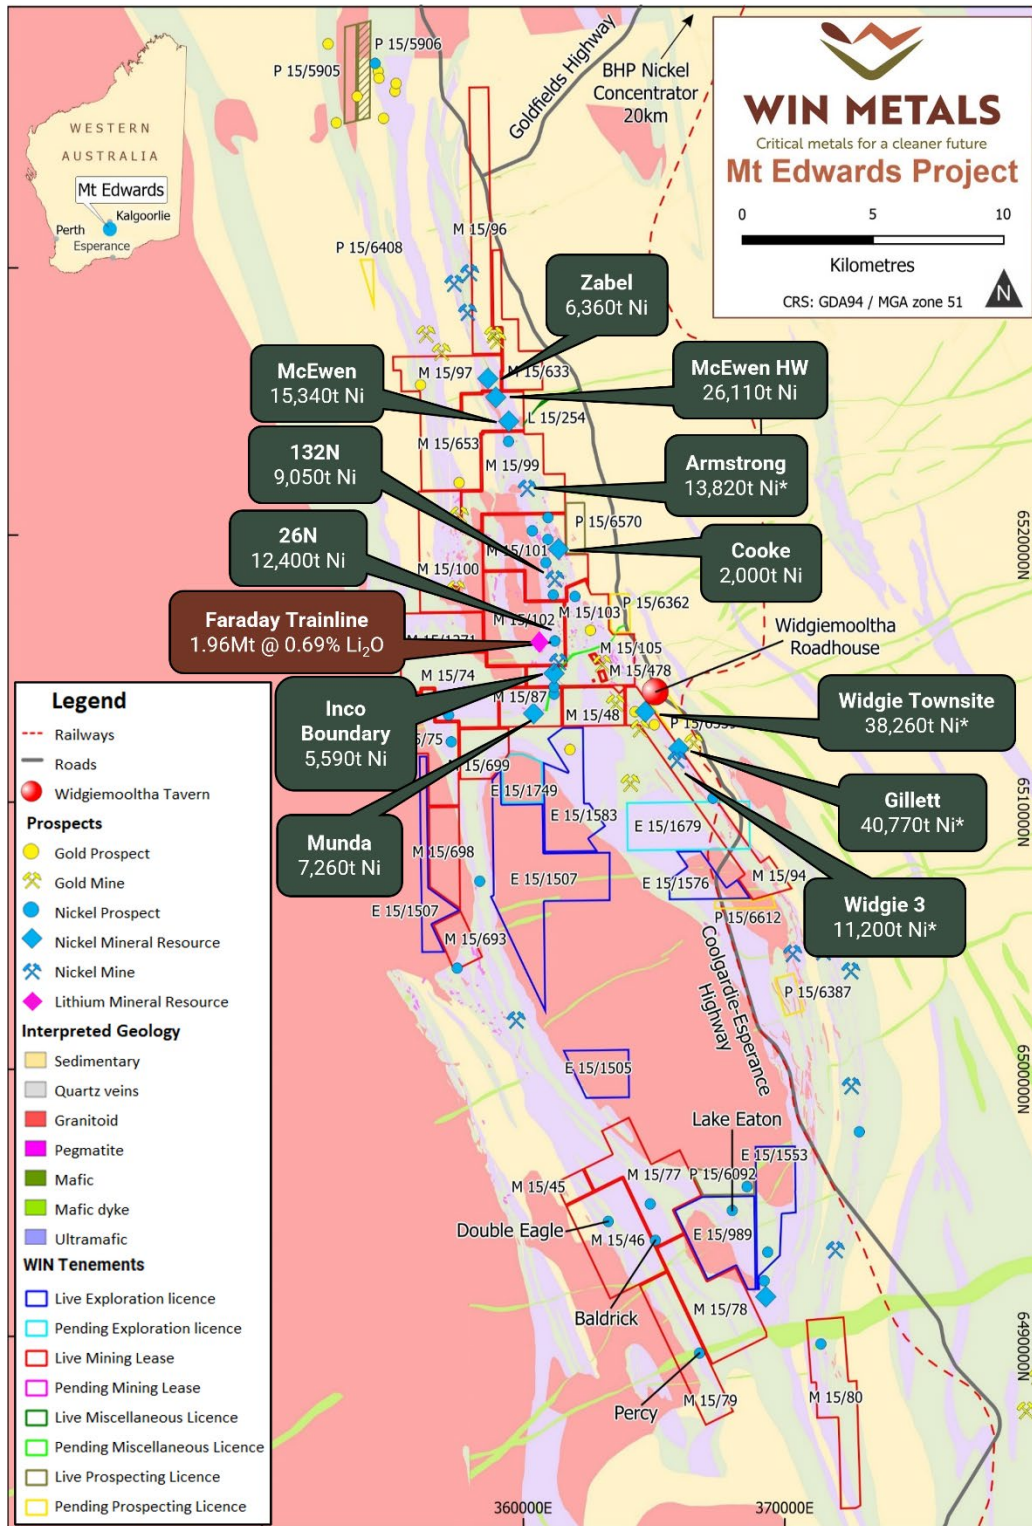 P 15/5906
P 15/5905
Goldfields Highway
BHP Nickel
Concentrator
20km
WIN METALS
Critical metals for a cleaner future
Mt Edwards Project
0 5 10
Kilometres
CRS: GDA94 / MGA zone 51
N
WESTERN
AUSTRALIA
Mt Edwards
Kalgoorlie
Perth
Esperance
M 15/96
P 15/6408
Zabel
6,360t Ni
McEwen
15,340t Ni
M 15/97
M 15/633
McEwen HW
26,110t Ni
L 15/254
M 15/653
132N
9,050t Ni
M 15/99
Armstrong
13,820t Ni*
P 15/6570
26N
12,400t Ni
M 15/101
M 15/100
Cooke
2,000t Ni
6520000N
Faraday Trainline
1.96Mt @ 0.69% Li₂O
M 15/102
M 15/103
P 15/6362
M 15/105
Widgiemooltha
Roadhouse
M 15/74
M 15/478
M 15/87
M 15/48
Inco
Boundary
5,590t Ni
Widgie Townsite
38,260t Ni*
M 15/699
E 15/1749
E 15/1583
Gillett
40,770t Ni*
6510000N
Munda
7,260t Ni
E 15/1679
M 15/698
E 15/1507
E 15/1576
M 15/94
Widgie 3
11,200t Ni*
E 15/1507
P 15/6612
M 15/693
P 15/6387
Coolgardie-Esperance
Highway
E 15/1505
6500000N
Lake Eaton
E 15/1553
M 15/77
P 15/6092
M 15/45
Double Eagle
M 15/46
E 15/989
Baldrick
M 15/78
Percy
M 15/79
M 15/80
6490000N
360000E
370000E
Legend
Railways
Roads
Widgiemooltha Tavern
Prospects
Gold Prospect
Gold Mine
Nickel Prospect
Nickel Mineral Resource
Nickel Mine
Lithium Mineral Resource
Interpreted Geology
Sedimentary
Quartz veins
Granitoid
Pegmatite
Mafic
Mafic dyke
Ultramafic
WIN Tenements
Live Exploration licence
Pending Exploration licence
Live Mining Lease
Pending Mining Lease
Live Miscellaneous Licence
Pending Miscellaneous Licence
Live Prospecting Licence
Pending Prospecting Licence